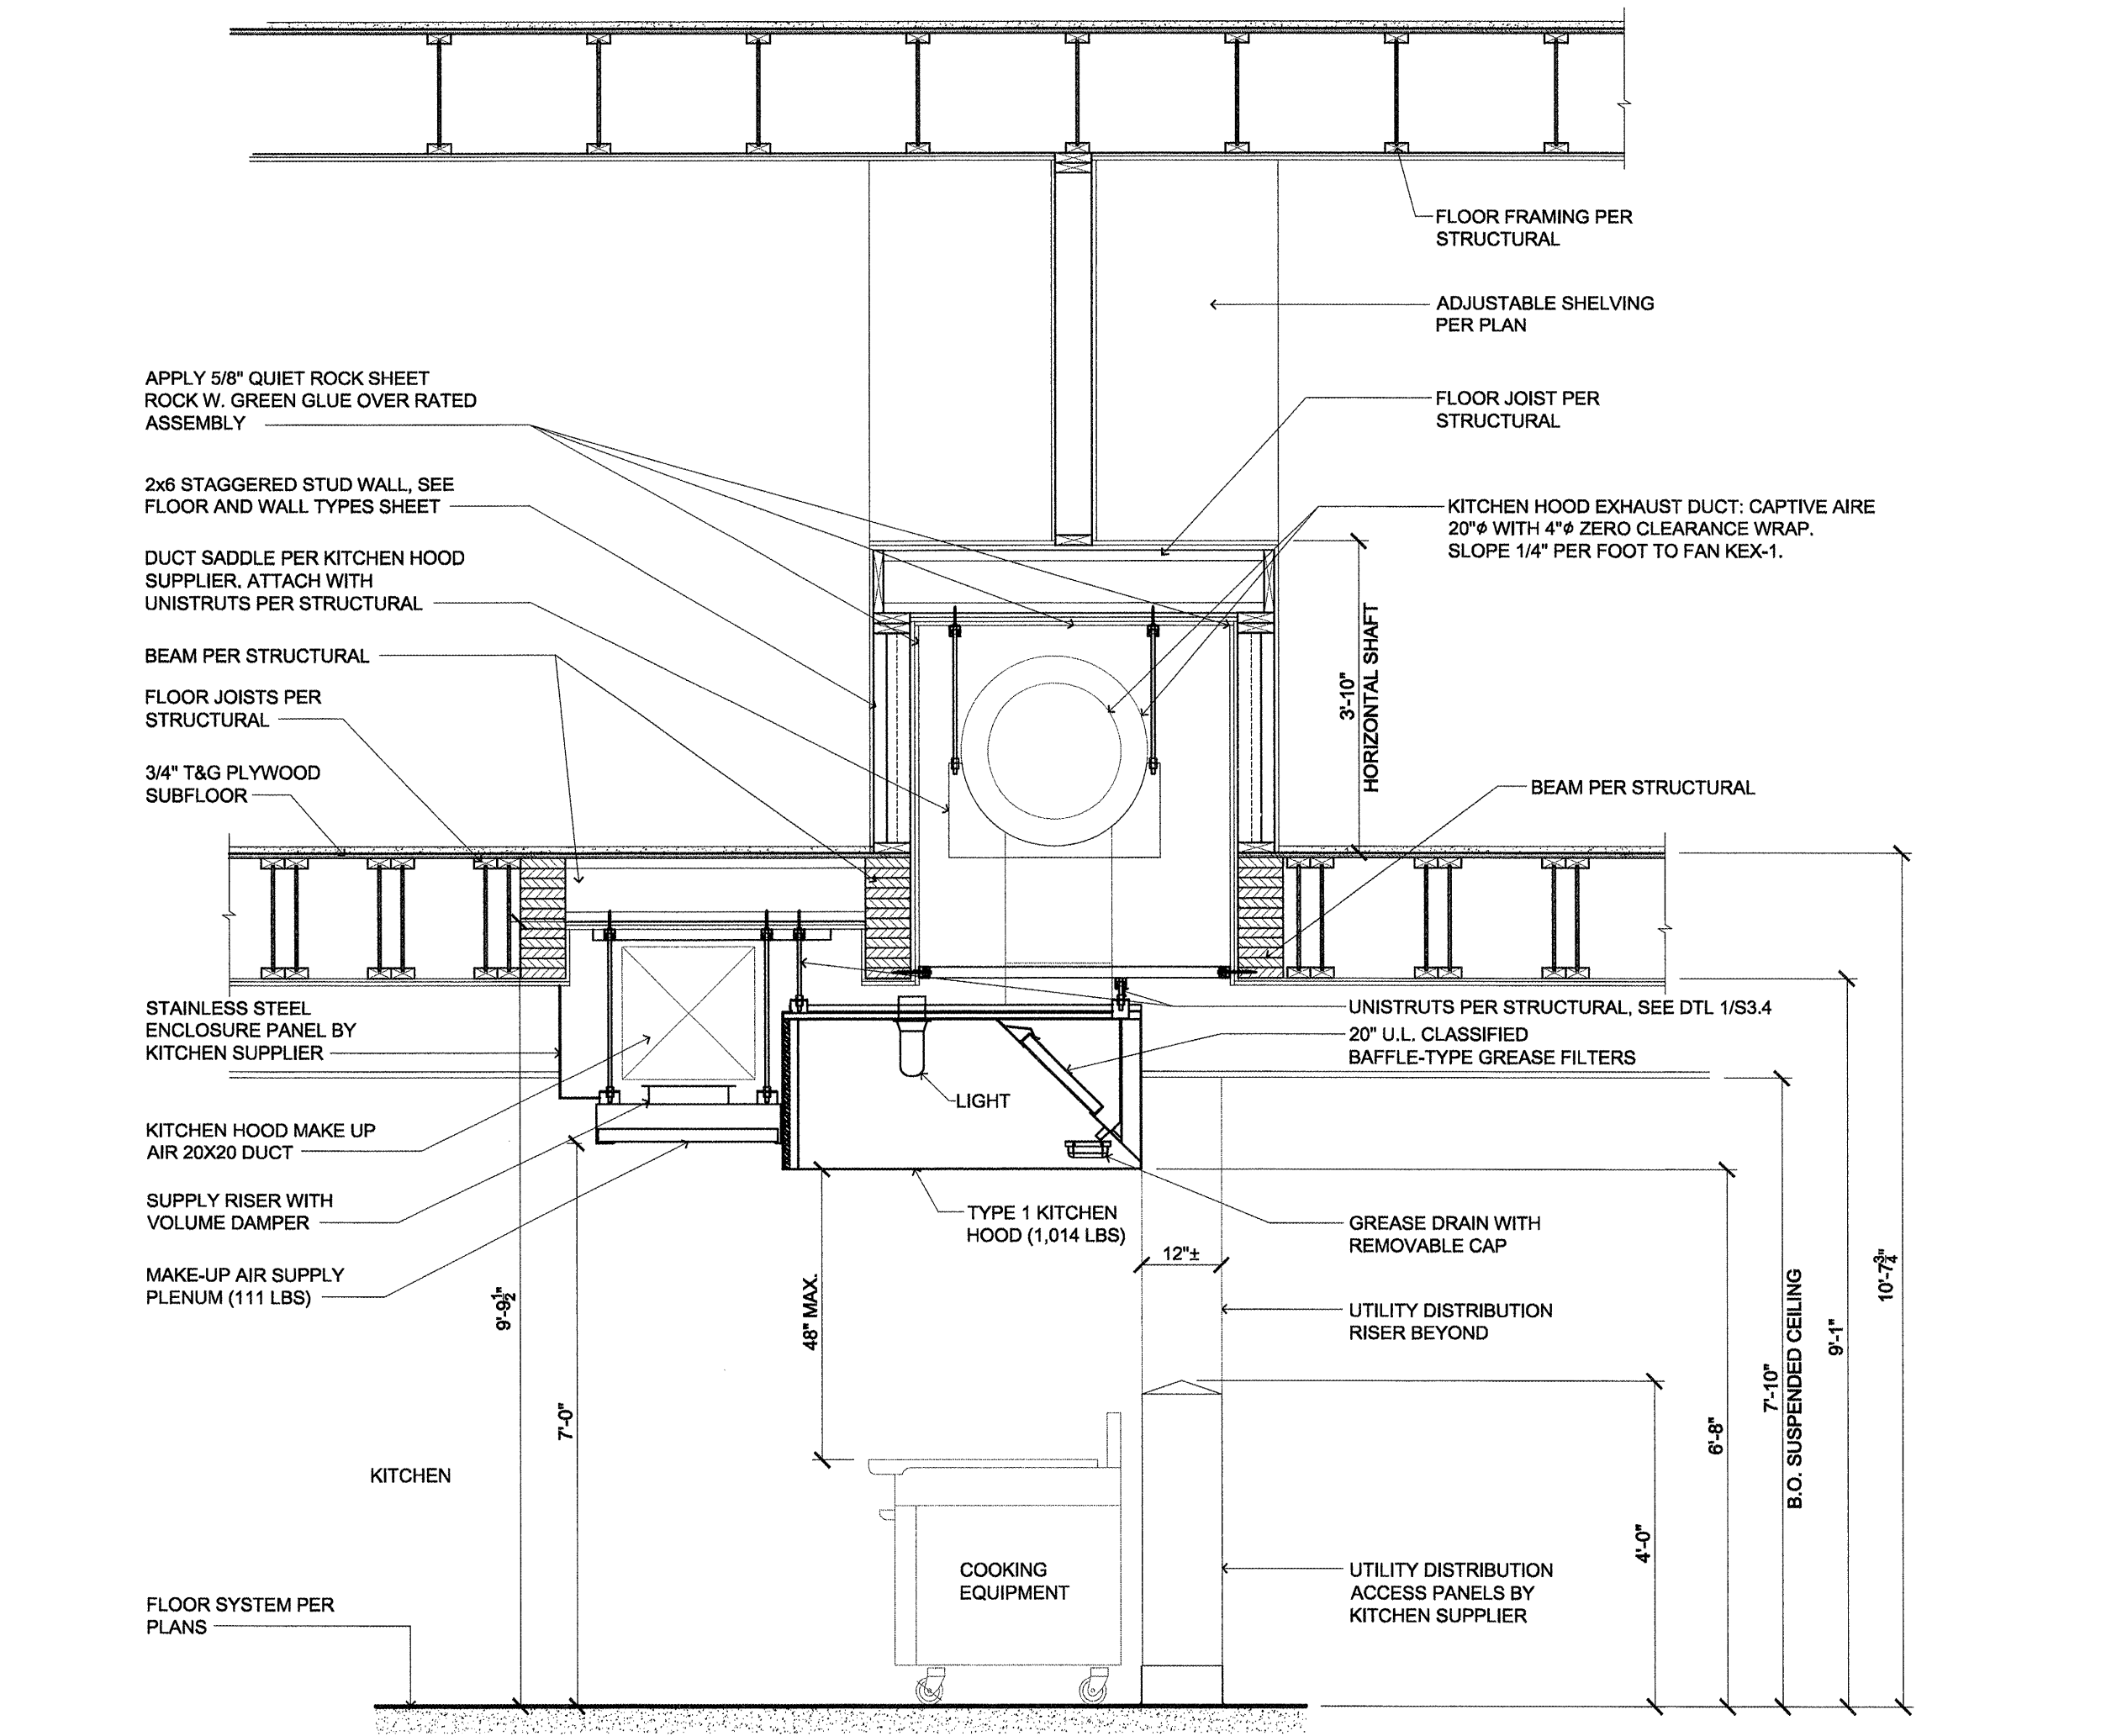 FLOOR FRAMING PER
STRUCTURAL
ADJUSTABLE SHELVING
PER PLAN
APPLY 5/8" QUIET ROCK SHEET
ROCK W. GREEN GLUE OVER RATED
ASSEMBLY
FLOOR JOIST PER
STRUCTURAL
2x6 STAGGERED STUD WALL, SEE
FLOOR AND WALL TYPES SHEET
KITCHEN HOOD EXHAUST DUCT: CAPTIVE AIRE
20"ø WITH 4"ø ZERO CLEARANCE WRAP.
SLOPE 1/4" PER FOOT TO FAN KEX-1.
DUCT SADDLE PER KITCHEN HOOD
SUPPLIER. ATTACH WITH
UNISTRUTS PER STRUCTURAL
3'-10"
HORIZONTAL SHAFT
BEAM PER STRUCTURAL
FLOOR JOISTS PER
STRUCTURAL
3/4" T&G PLYWOOD
SUBFLOOR
BEAM PER STRUCTURAL
STAINLESS STEEL
ENCLOSURE PANEL BY
KITCHEN SUPPLIER
UNISTRUTS PER STRUCTURAL, SEE DTL 1/S3.4
20" U.L. CLASSIFIED
BAFFLE-TYPE GREASE FILTERS
LIGHT
KITCHEN HOOD MAKE UP
AIR 20X20 DUCT
SUPPLY RISER WITH
VOLUME DAMPER
TYPE 1 KITCHEN
HOOD (1,014 LBS)
GREASE DRAIN WITH
REMOVABLE CAP
12"±
MAKE-UP AIR SUPPLY
PLENUM (111 LBS)
9'-9 1/2"
48" MAX.
UTILITY DISTRIBUTION
RISER BEYOND
7'-0"
6'-8"
7'-10"
B.O. SUSPENDED CEILING
9'-1"
10'-7 3/4"
4'-0"
KITCHEN
COOKING
EQUIPMENT
UTILITY DISTRIBUTION
ACCESS PANELS BY
KITCHEN SUPPLIER
FLOOR SYSTEM PER
PLANS